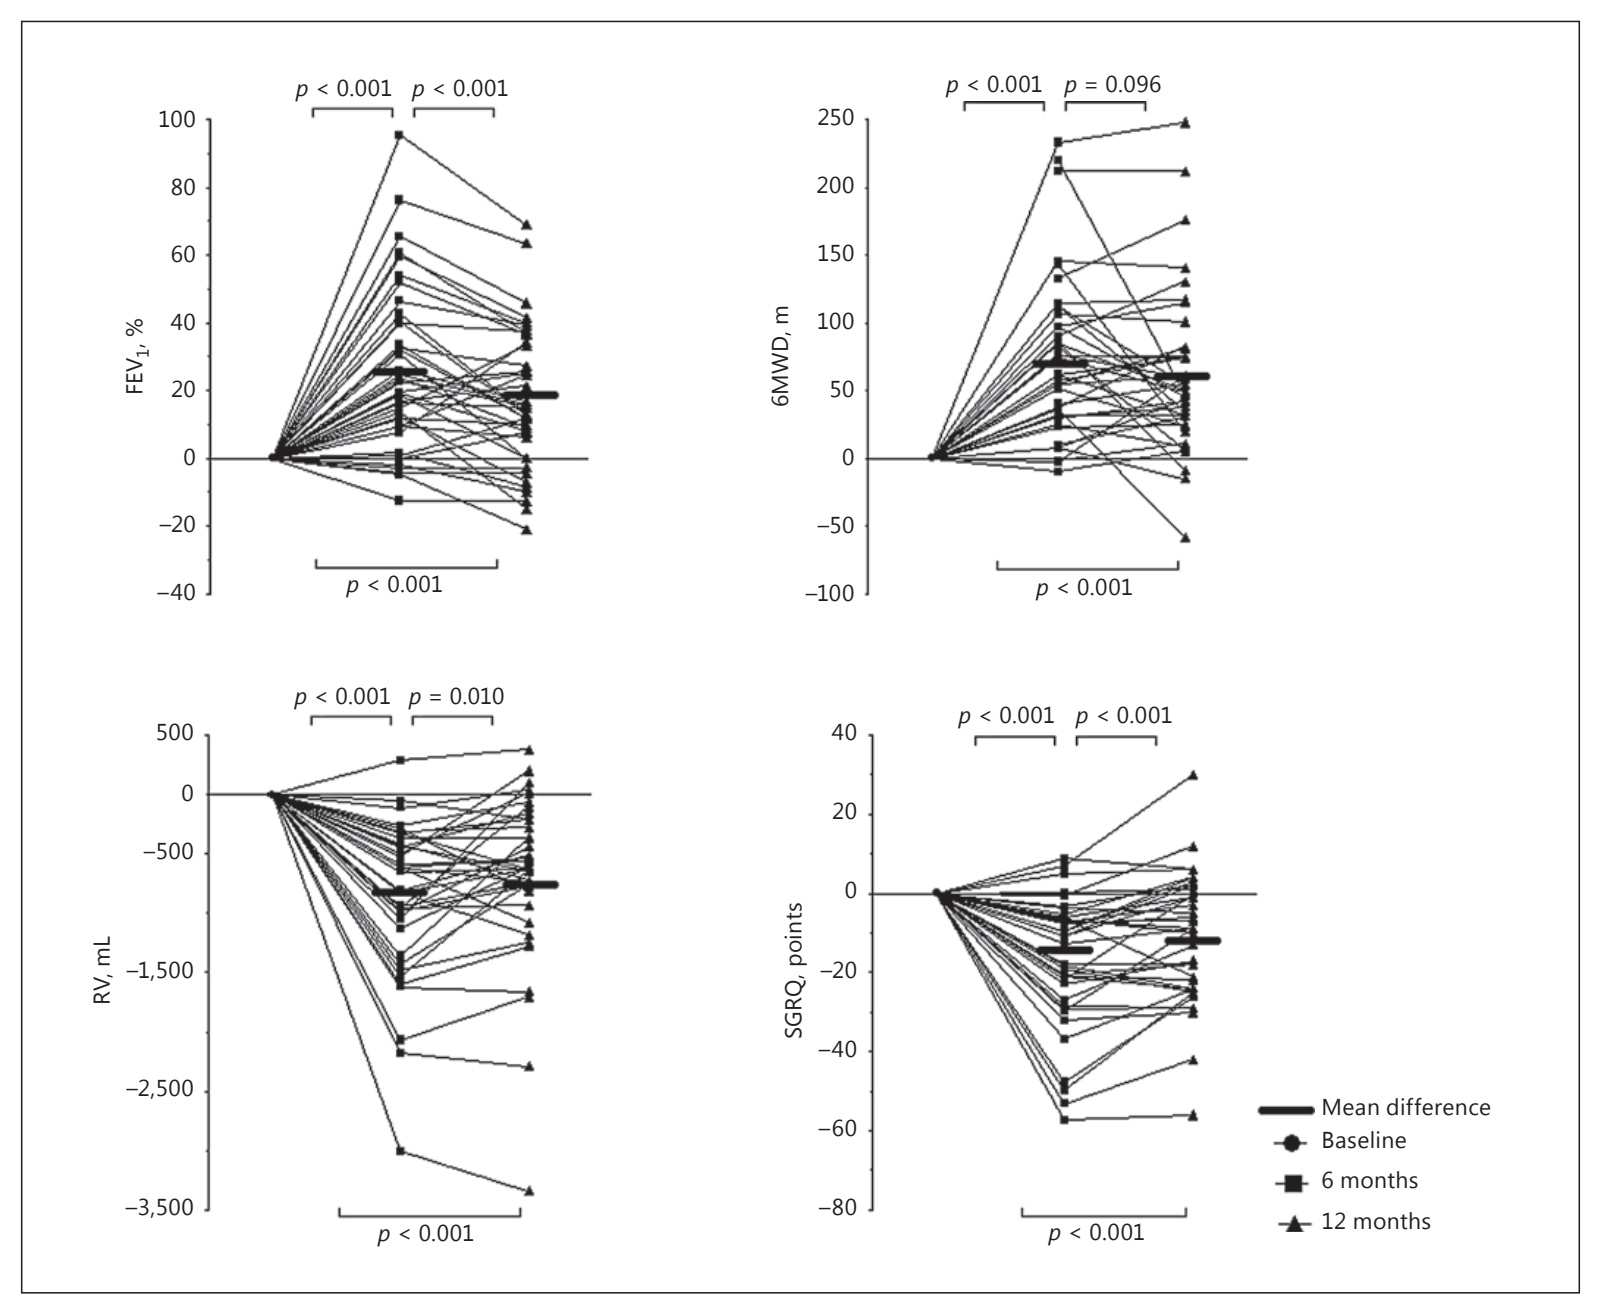 p < 0.001 p < 0.001
100
80
60
40
20
0
–20
–40
FEV1, %
p < 0.001
p < 0.001 p = 0.096
250
200
150
100
50
0
–50
–100
6MWD, m
p < 0.001
p < 0.001 p = 0.010
500
0
–500
–1,500
–2,500
–3,500
RV, mL
p < 0.001
p < 0.001 p < 0.001
40
20
0
–20
–40
–60
–80
SGRQ, points
p < 0.001
Mean difference
Baseline
6 months
12 months